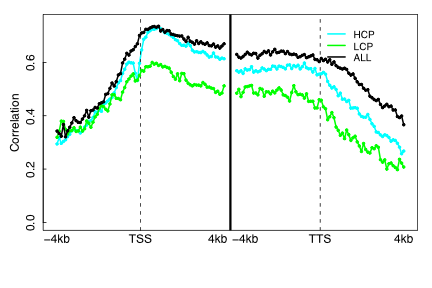 HCP
LCP
ALL
Correlation
0.6
0.4
0.2
0.0
−4kb TSS 4kb −4kb TTS 4kb